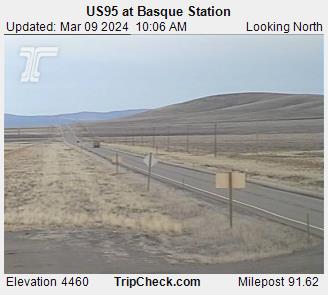 US95 at Basque Station
Updated: Mar 09 2024 10:06 AM Looking North
Elevation 4460 TripCheck.com Milepost 91.62